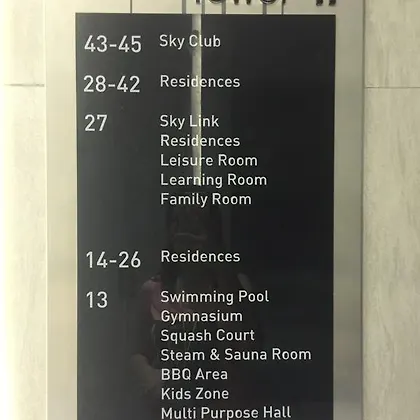 43-45 Sky Club
28-42 Residences
27 Sky Link
Residences
Leisure Room
Learning Room
Family Room
14-26 Residences
13 Swimming Pool
Gymnasium
Squash Court
Steam & Sauna Room
BBQ Area
Kids Zone
Multi Purpose Hall